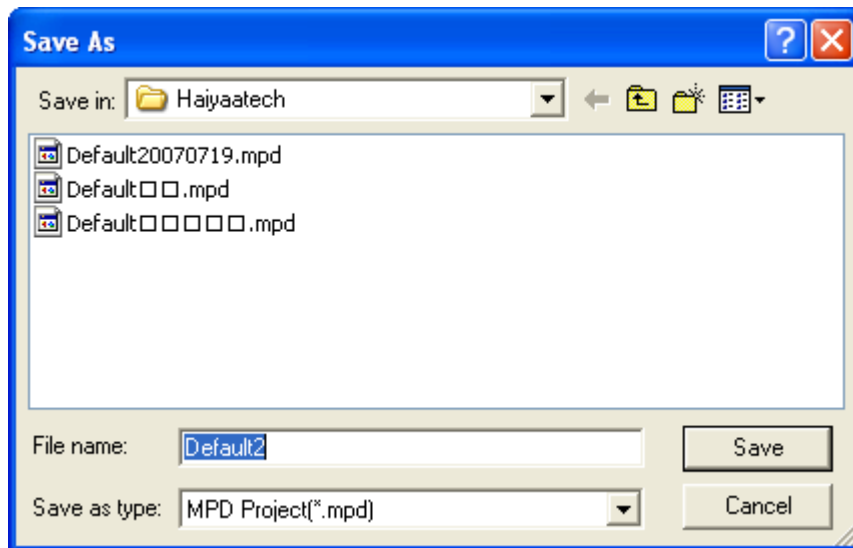 Save As
Save in: Haiyaatech
Default20070719.mpd
Default□□.mpd
Default□□□□□.mpd
File name: Default2
Save
Save as type: MPD Project(*.mpd)
Cancel